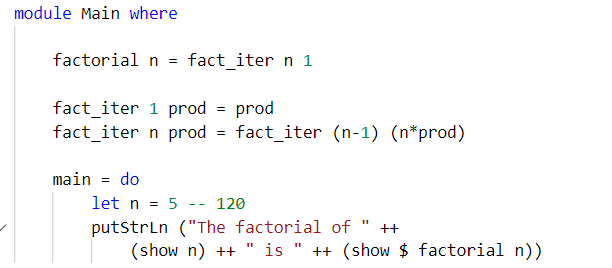 module Main where
factorial n = fact_iter n 1
fact_iter 1 prod = prod
fact_iter n prod = fact_iter (n-1) (n*prod)
main = do
let n = 5 -- 120
putStrLn ("The factorial of " ++
(show n) ++ " is " ++ (show $ factorial n))